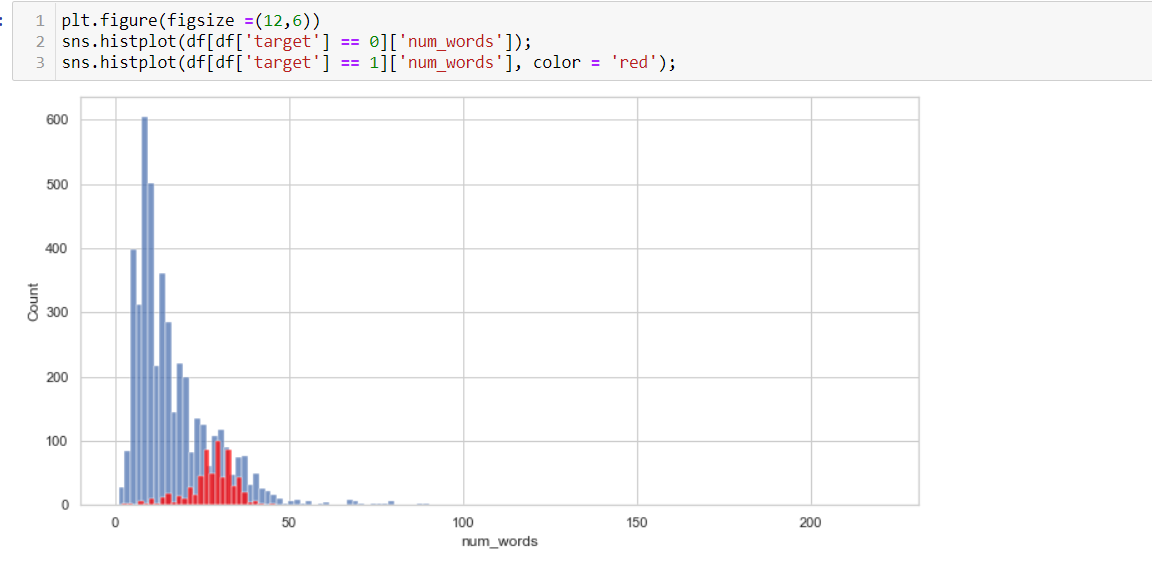 :
1 plt.figure(figsize =(12,6))
2 sns.histplot(df[df['target'] == 0]['num_words']);
3 sns.histplot(df[df['target'] == 1]['num_words'], color = 'red');
600
500
400
300
200
100
0
Count
0 50 100 150 200
num_words